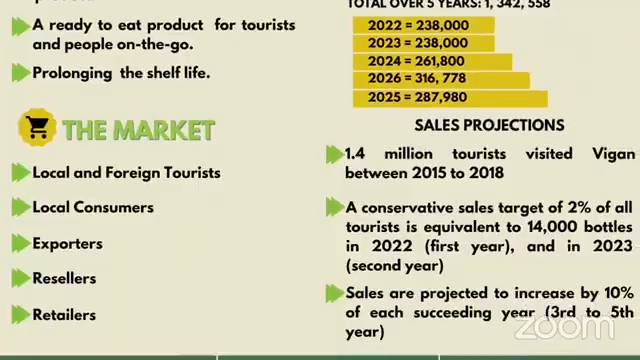 A ready to eat product for tourists
and people on-the-go.
Prolonging the shelf life.
THE MARKET
Local and Foreign Tourists
Local Consumers
Exporters
Resellers
Retailers
TOTAL OVER 5 YEARS: 1, 342, 558
2022 = 238,000
2023 = 238,000
2024 = 261,800
2026 = 316, 778
2025 = 287,980
SALES PROJECTIONS
1.4 million tourists visited Vigan
between 2015 to 2018
A conservative sales target of 2% of all
tourists is equivalent to 14,000 bottles
in 2022 (first year), and in 2023
(second year)
Sales are projected to increase by 10%
of each succeeding year (3rd to 5th
year)
zoom